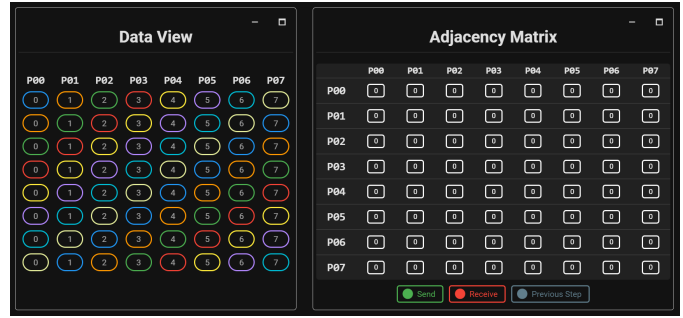 Data View
P00 P01 P02 P03 P04 P05 P06 P07
0 1 2 3 4 5 6 7
0 1 2 3 4 5 6 7
0 1 2 3 4 5 6 7
0 1 2 3 4 5 6 7
0 1 2 3 4 5 6 7
0 1 2 3 4 5 6 7
0 1 2 3 4 5 6 7
0 1 2 3 4 5 6 7
Adjacency Matrix
P00 P01 P02 P03 P04 P05 P06 P07
P00 0 0 0 0 0 0 0 0
P01 0 0 0 0 0 0 0 0
P02 0 0 0 0 0 0 0 0
P03 0 0 0 0 0 0 0 0
P04 0 0 0 0 0 0 0 0
P05 0 0 0 0 0 0 0 0
P06 0 0 0 0 0 0 0 0
P07 0 0 0 0 0 0 0 0
Send Receive Previous Step